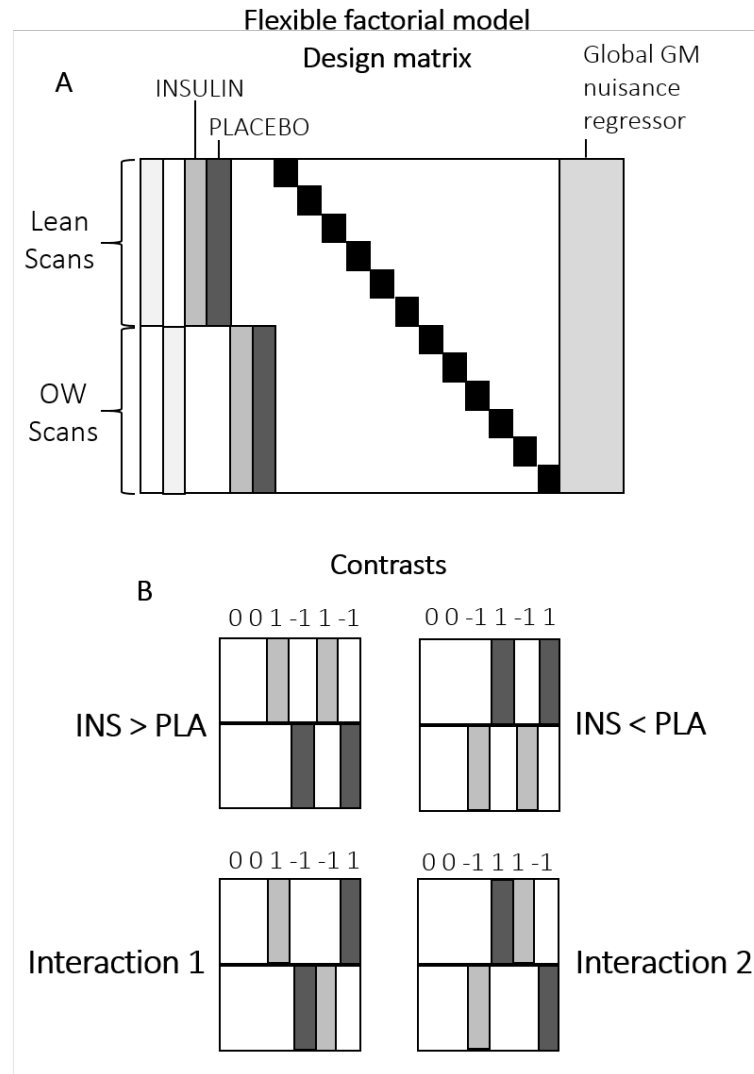 Flexible factorial model
Design matrix
A
Global GM
nuisance
regressor
INSULIN
PLACEBO
Lean
Scans
OW
Scans
Contrasts
B
0 0 1 -1 1 -1
0 0 -1 1 -1 1
INS > PLA
INS < PLA
0 0 1 -1 -1 1
0 0 -1 1 1 -1
Interaction 1
Interaction 2